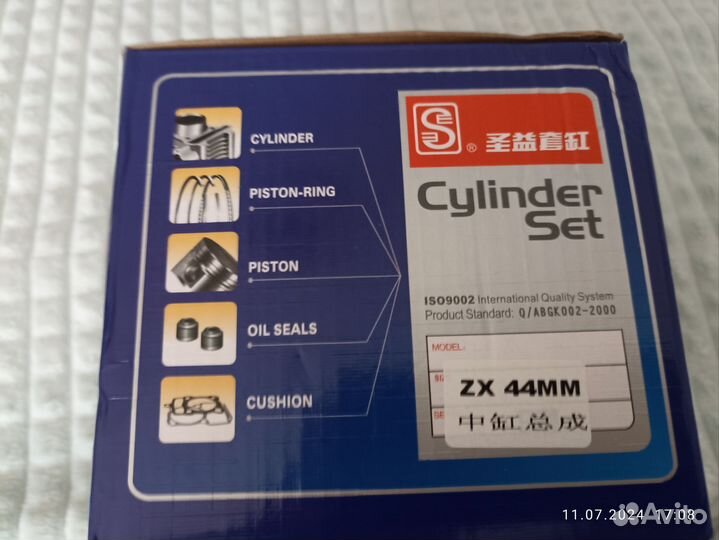 CYLINDER
PISTON-RING
PISTON
OIL SEALS
CUSHION
® 圣益套缸
Cylinder
Set
ISO9002 International Quality System
Product Standard: Q/ABGK002-2000
MODEL:
ZX 44MM
中缸总成
11.07.2024 17:08
Avito